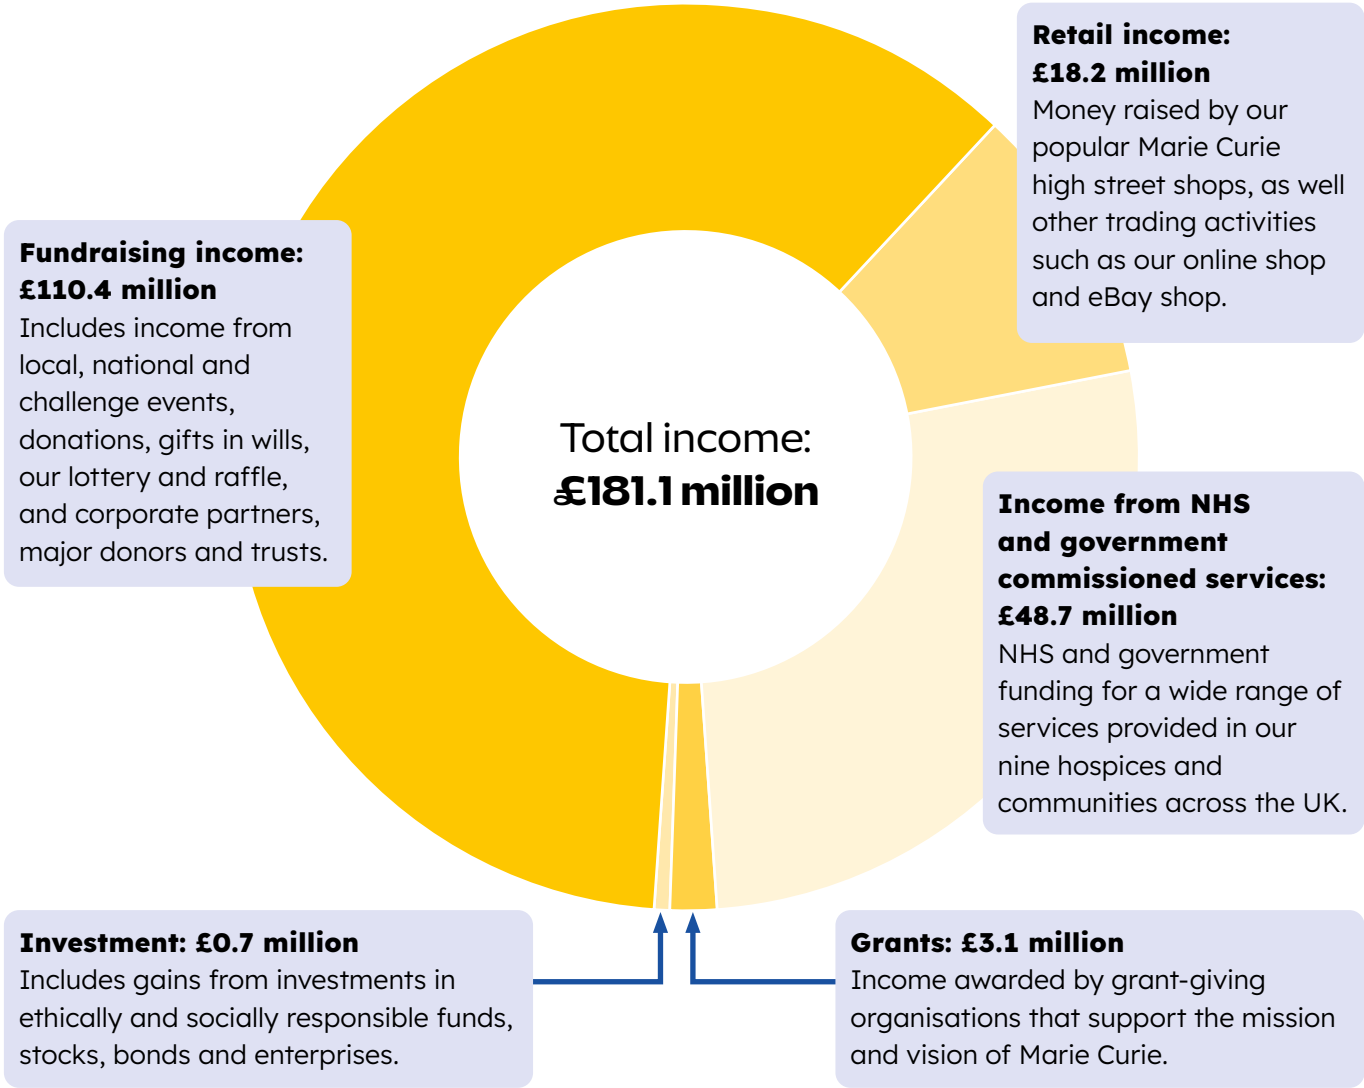 Retail income:
£18.2 million
Money raised by our
popular Marie Curie
high street shops, as well
other trading activities
such as our online shop
and eBay shop.
Fundraising income:
£110.4 million
Includes income from
local, national and
challenge events,
donations, gifts in wills,
our lottery and raffle,
and corporate partners,
major donors and trusts.
Total income:
£181.1 million
Income from NHS
and government
commissioned services:
£48.7 million
NHS and government
funding for a wide range of
services provided in our
nine hospices and
communities across the UK.
Investment: £0.7 million
Includes gains from investments in
ethically and socially responsible funds,
stocks, bonds and enterprises.
Grants: £3.1 million
Income awarded by grant-giving
organisations that support the mission
and vision of Marie Curie.